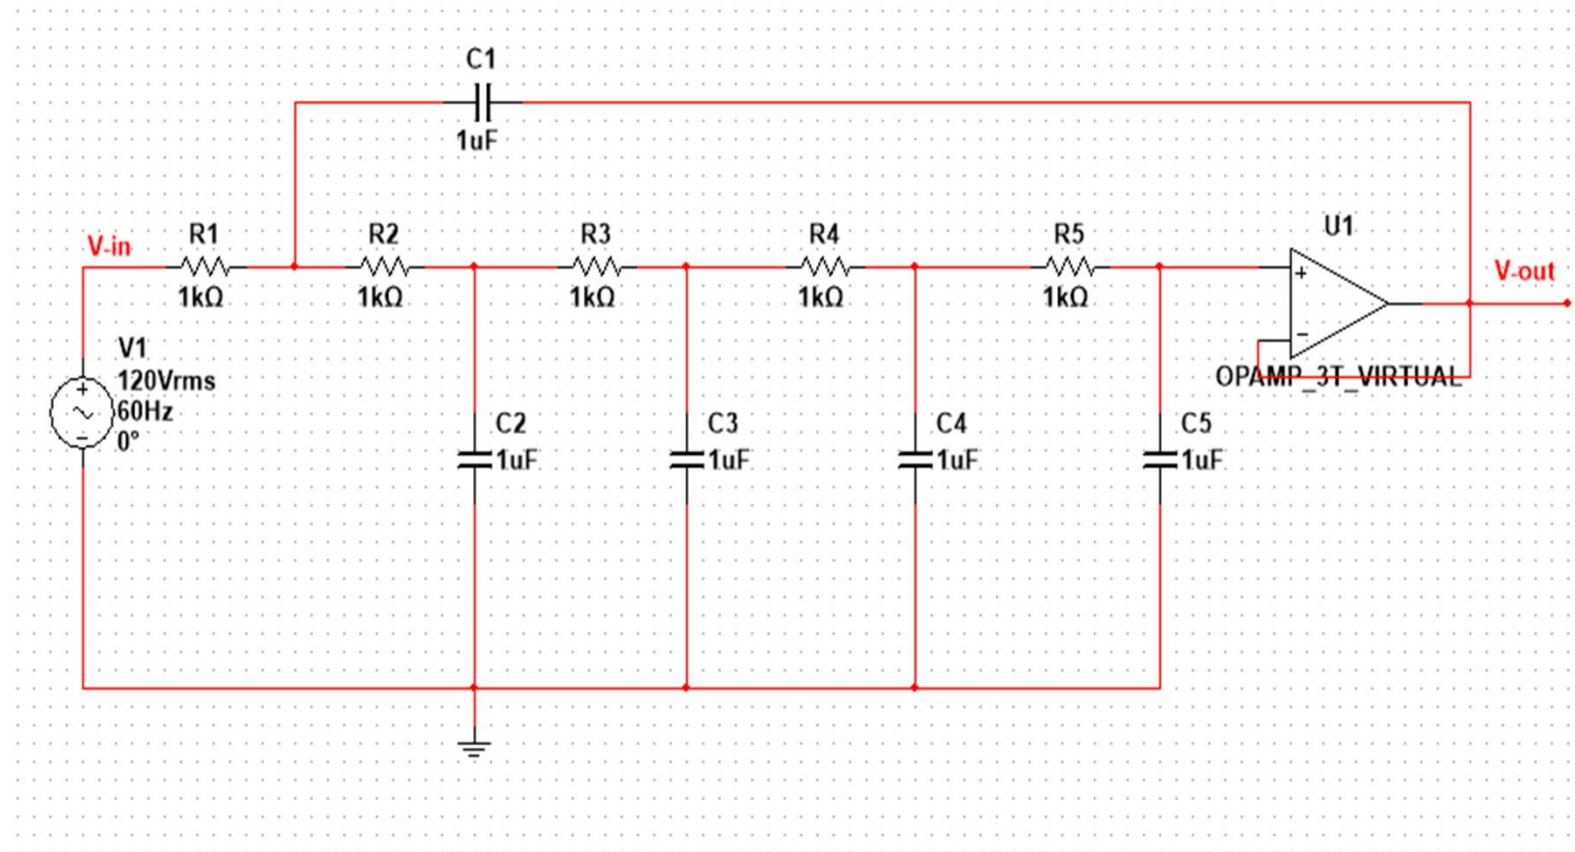 C1
1uF
V-in
R1
1kΩ
R2
1kΩ
R3
1kΩ
R4
1kΩ
R5
1kΩ
U1
+
−
OPAMP_3T_VIRTUAL
V-out
V1
120Vrms
60Hz
0°
+
−
C2
1uF
C3
1uF
C4
1uF
C5
1uF